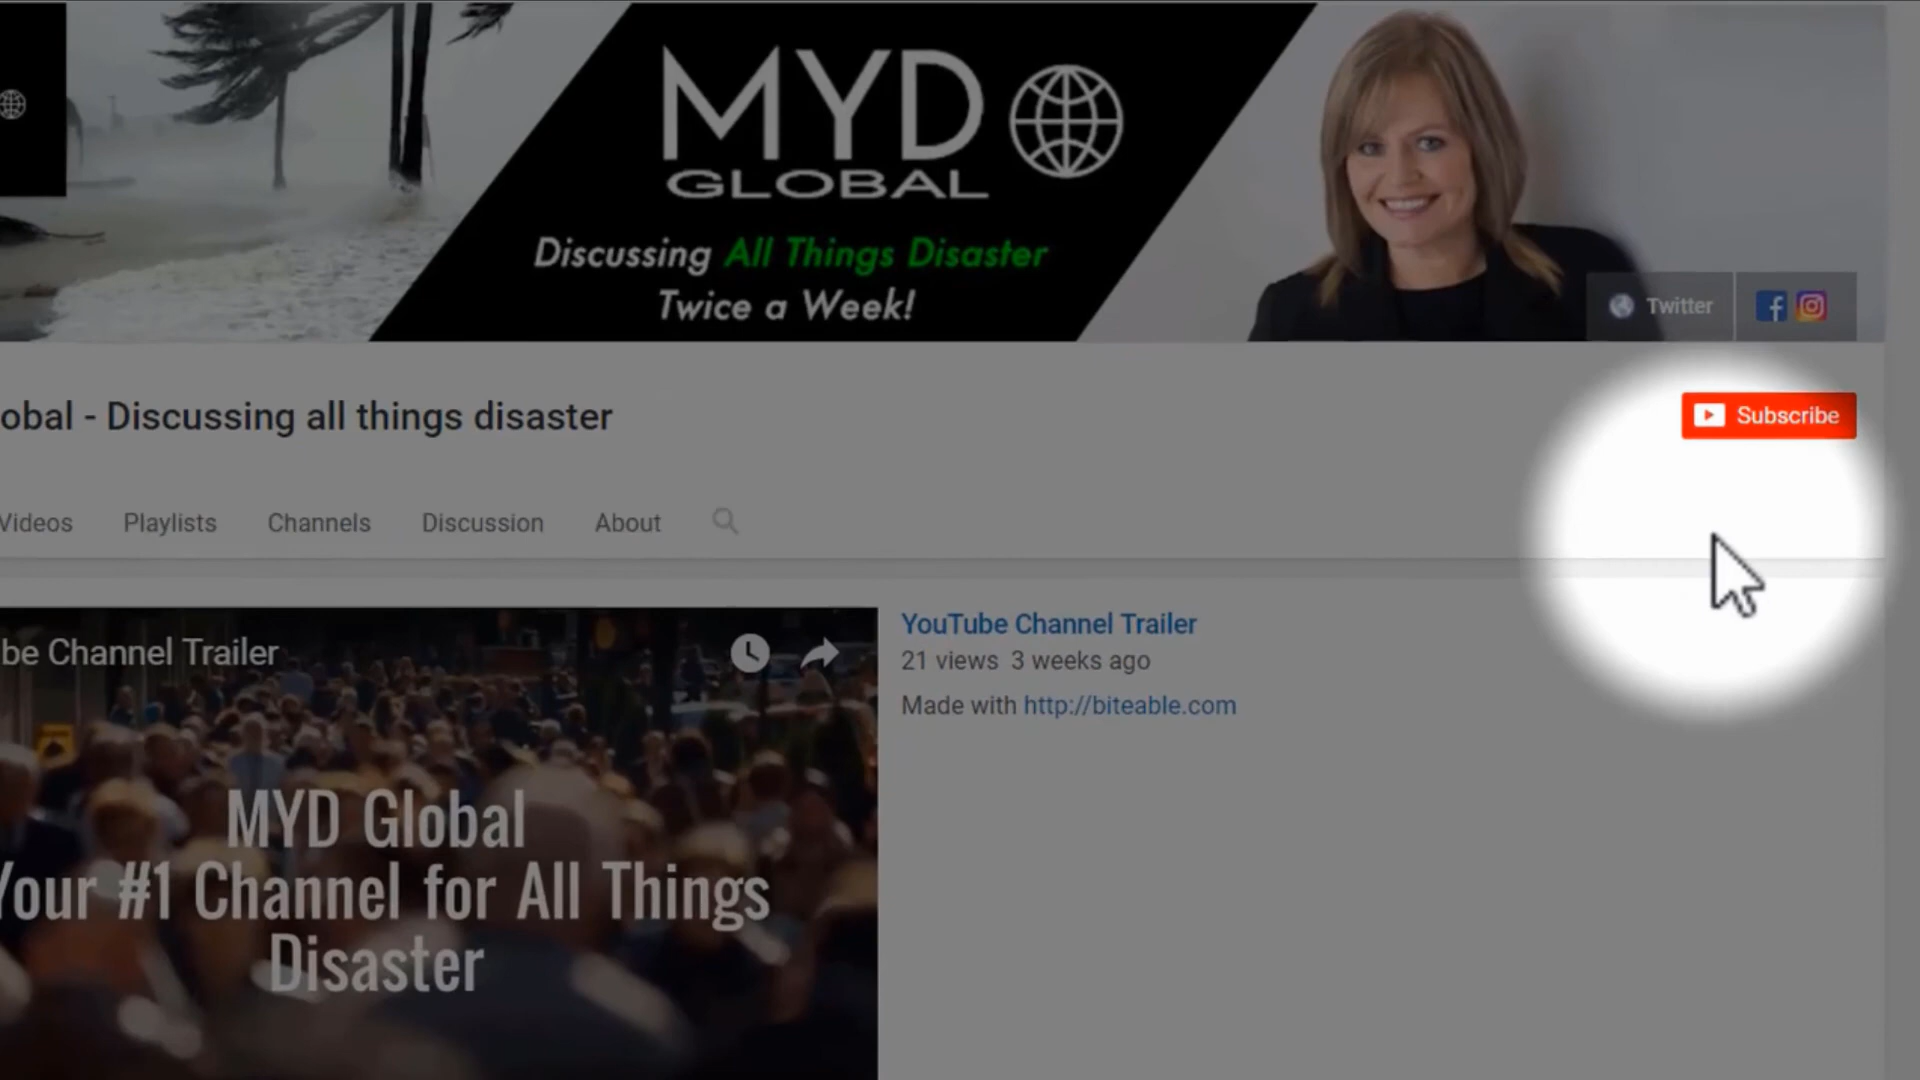 MYD
GLOBAL
Discussing All Things Disaster
Twice a Week!
Twitter
obal - Discussing all things disaster
Subscribe
Videos Playlists Channels Discussion About
be Channel Trailer
YouTube Channel Trailer
21 views 3 weeks ago
Made with http://biteable.com
MYD Global
Your #1 Channel for All Things
Disaster